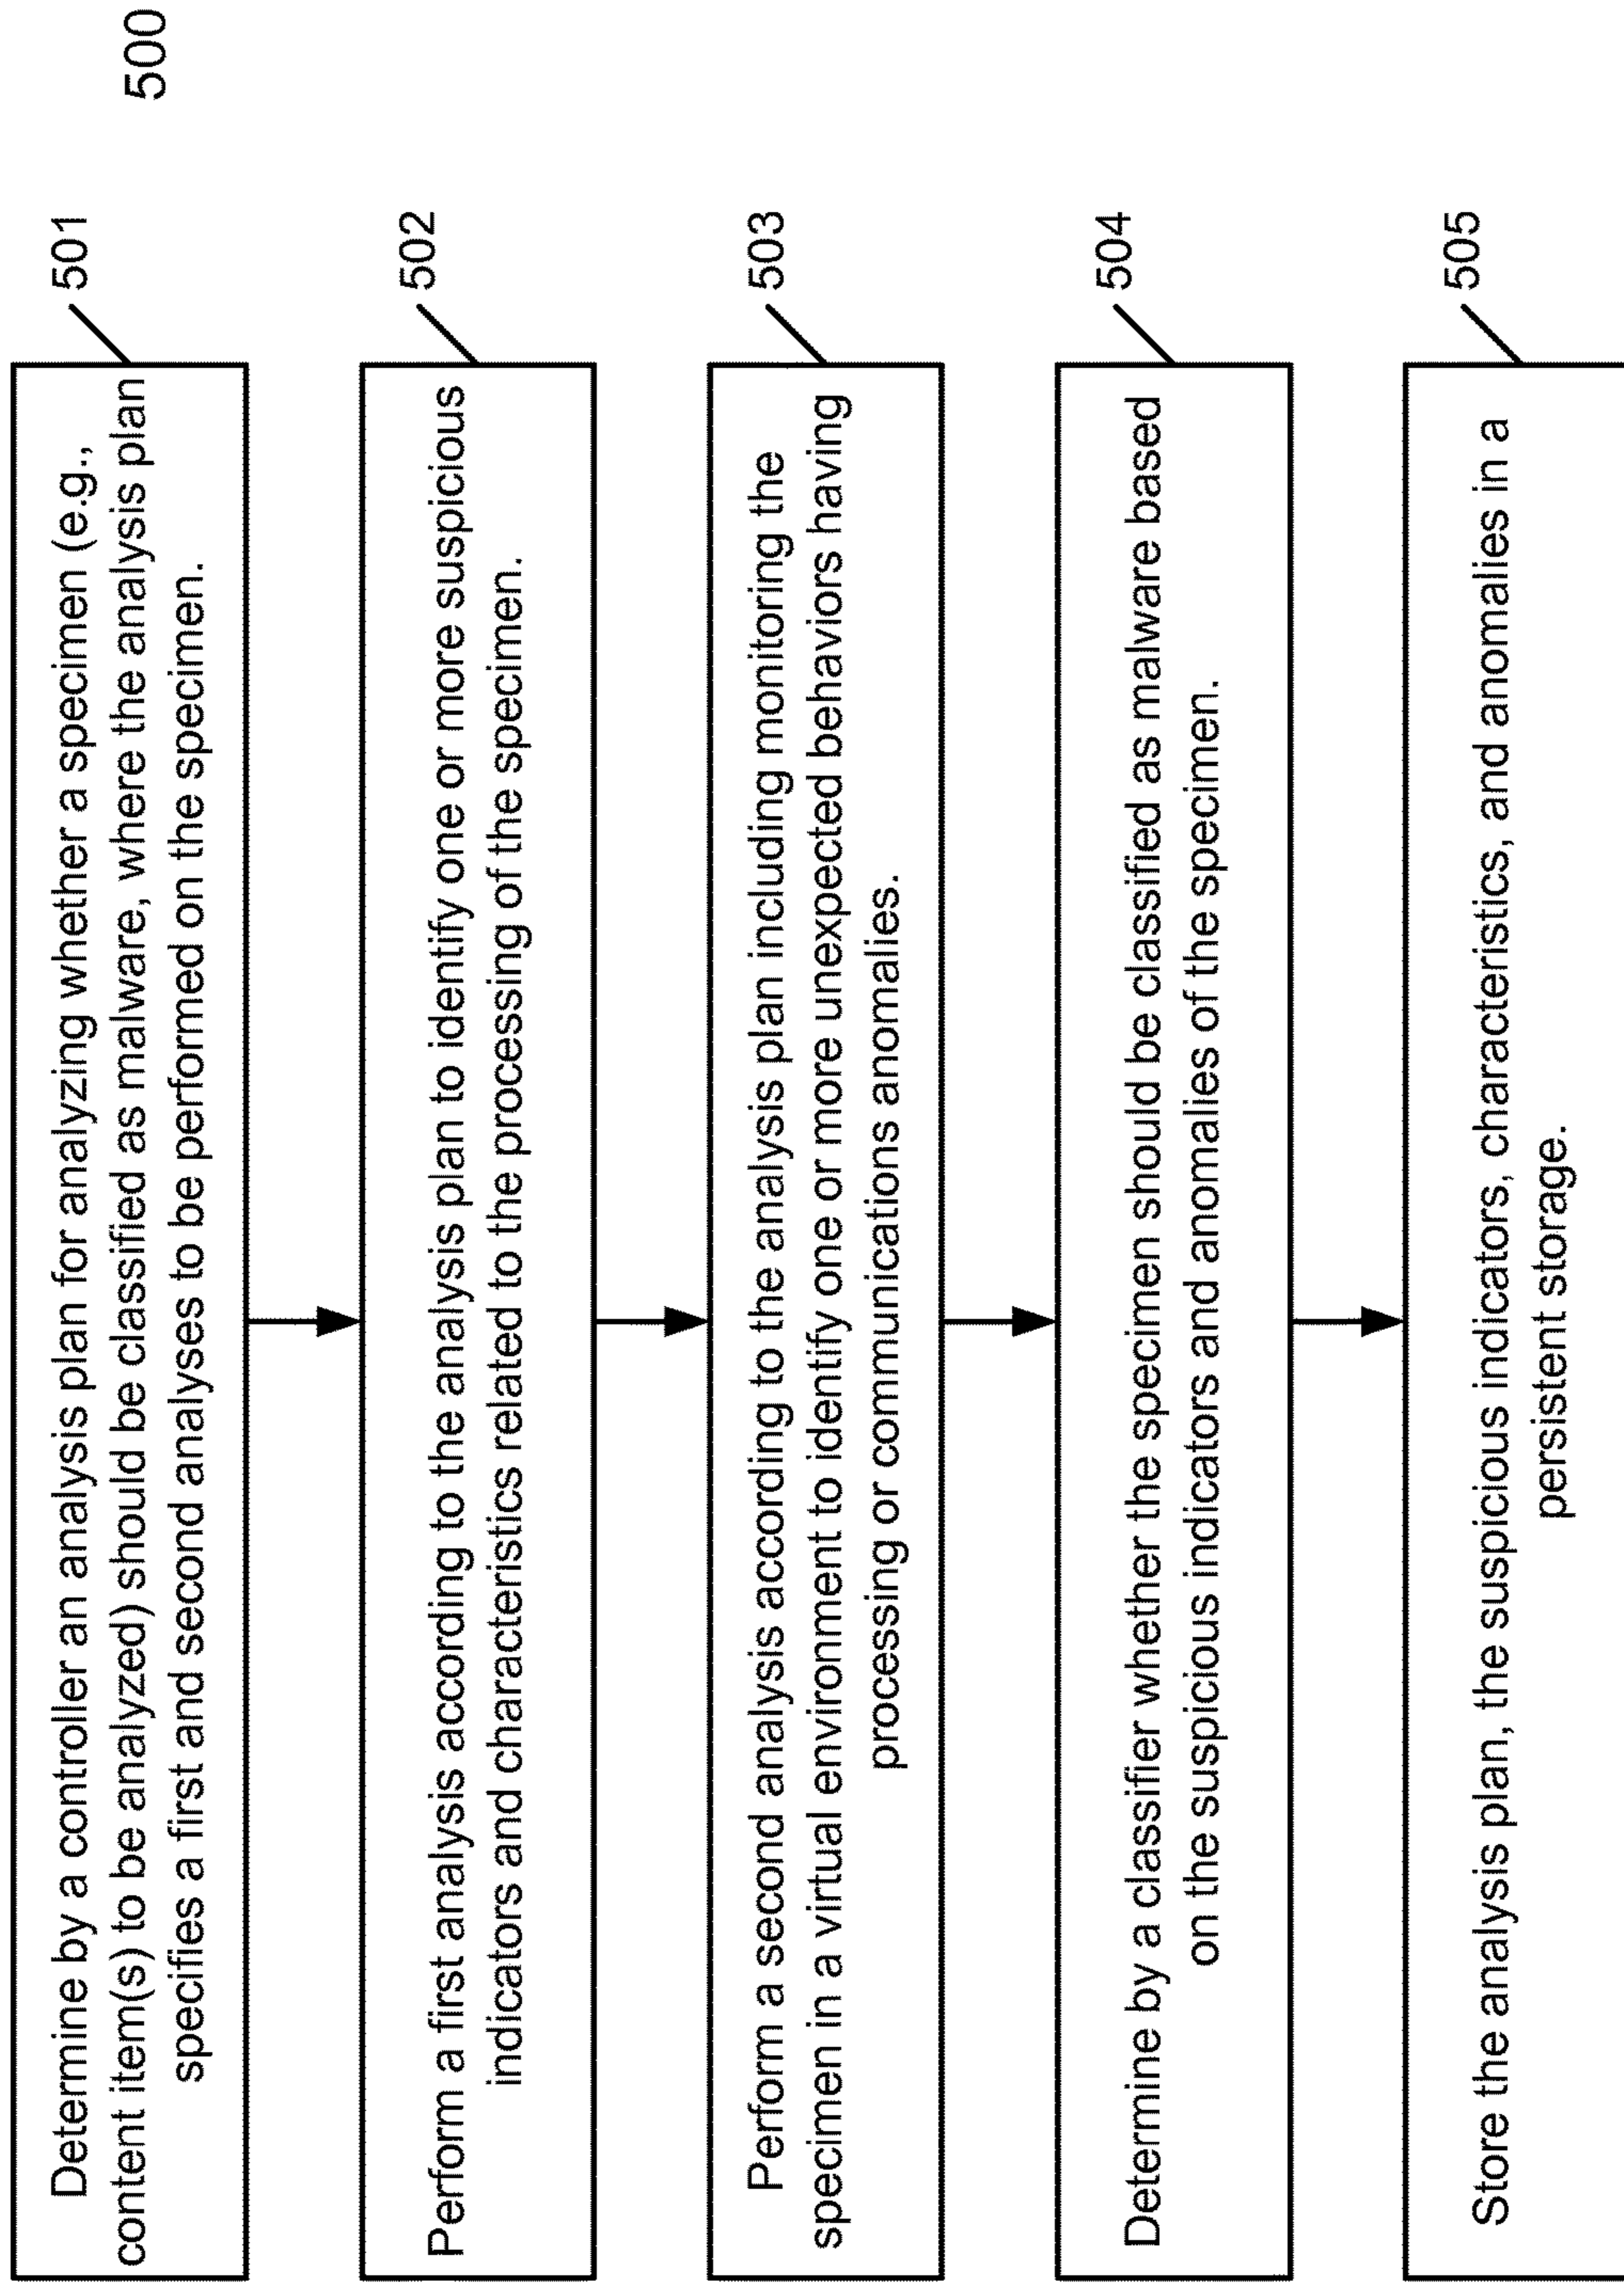 500
501
Determine by a controller an analysis plan for analyzing whether a specimen (e.g.,
content item(s) to be analyzed) should be classified as malware, where the analysis plan
specifies a first and second analyses to be performed on the specimen.
502
Perform a first analysis according to the analysis plan to identify one or more suspicious
indicators and characteristics related to the processing of the specimen.
503
Perform a second analysis according to the analysis plan including monitoring the
specimen in a virtual environment to identify one or more unexpected behaviors having
processing or communications anomalies.
504
Determine by a classifier whether the specimen should be classified as malware based
on the suspicious indicators and anomalies of the specimen.
505
Store the analysis plan, the suspicious indicators, characteristics, and anomalies in a
persistent storage.